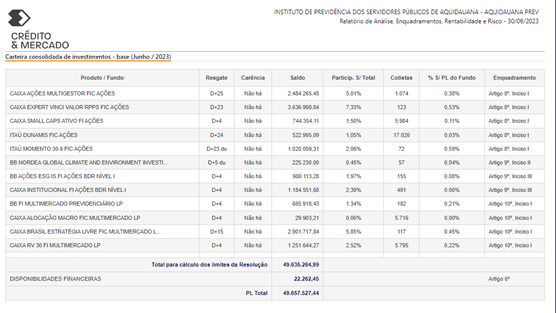 CRÉDITO
& MERCADO
INSTITUTO DE PREVIDÊNCIA DOS SERVIDORES PÚBLICOS DE AQUIDAUANA - AQUIDAUANA PREV
Relatório de Análise, Enquadramentos, Rentabilidade e Risco - 30/06/2023
Carteira consolidada de investimentos - base (Junho / 2023)
Produto / Fundo Resgate Carência Saldo Particip. S/ Total Cotistas % S/ PL do Fundo Enquadramento
CAIXA AÇÕES MULTIGESTOR FIC AÇÕES D+25 Não há 2.484.265,45 5,01% 1.074 0,38% Artigo 8º, Inciso I
CAIXA EXPERT VINCI VALOR RPPS FIC AÇÕES D+23 Não há 3.636.998,84 7,33% 123 0,53% Artigo 8º, Inciso I
CAIXA SMALL CAPS ATIVO FI AÇÕES D+4 Não há 744.354,11 1,50% 5.984 0,11% Artigo 8º, Inciso I
ITAÚ DUNAMIS FIC AÇÕES D+24 Não há 522.995,09 1,05% 17.026 0,03% Artigo 8º, Inciso I
ITAÚ MOMENTO 30 II FIC AÇÕES D+23 du Não há 1.020.059,31 2,06% 72 0,59% Artigo 8º, Inciso I
BB NORDEA GLOBAL CLIMATE AND ENVIRONMENT INVESTI... D+5 du Não há 225.230,00 0,45% 57 0,04% Artigo 9º, Inciso II
BB AÇÕES ESG IS FI AÇÕES BDR NÍVEL I D+4 Não há 980.113,28 1,97% 155 0,08% Artigo 9º, Inciso III
CAIXA INSTITUCIONAL FI AÇÕES BDR NÍVEL I D+4 Não há 1.184.551,68 2,39% 491 0,06% Artigo 9º, Inciso III
BB FI MULTIMERCADO PREVIDENCIÁRIO LP D+4 Não há 665.918,43 1,34% 182 0,21% Artigo 10º, Inciso I
CAIXA ALOCAÇÃO MACRO FIC MULTIMERCADO LP D+4 Não há 29.903,21 0,06% 5.716 0,00% Artigo 10º, Inciso I
CAIXA BRASIL ESTRATÉGIA LIVRE FIC MULTIMERCADO L... D+15 Não há 2.901.717,84 5,85% 117 0,45% Artigo 10º, Inciso I
CAIXA RV 30 FI MULTIMERCADO LP D+4 Não há 1.251.644,27 2,52% 5.795 0,22% Artigo 10º, Inciso I
Total para cálculo dos limites da Resolução 49.635.264,99
DISPONIBILIDADES FINANCEIRAS 22.262,45 Artigo 6º
PL Total 49.657.527,44